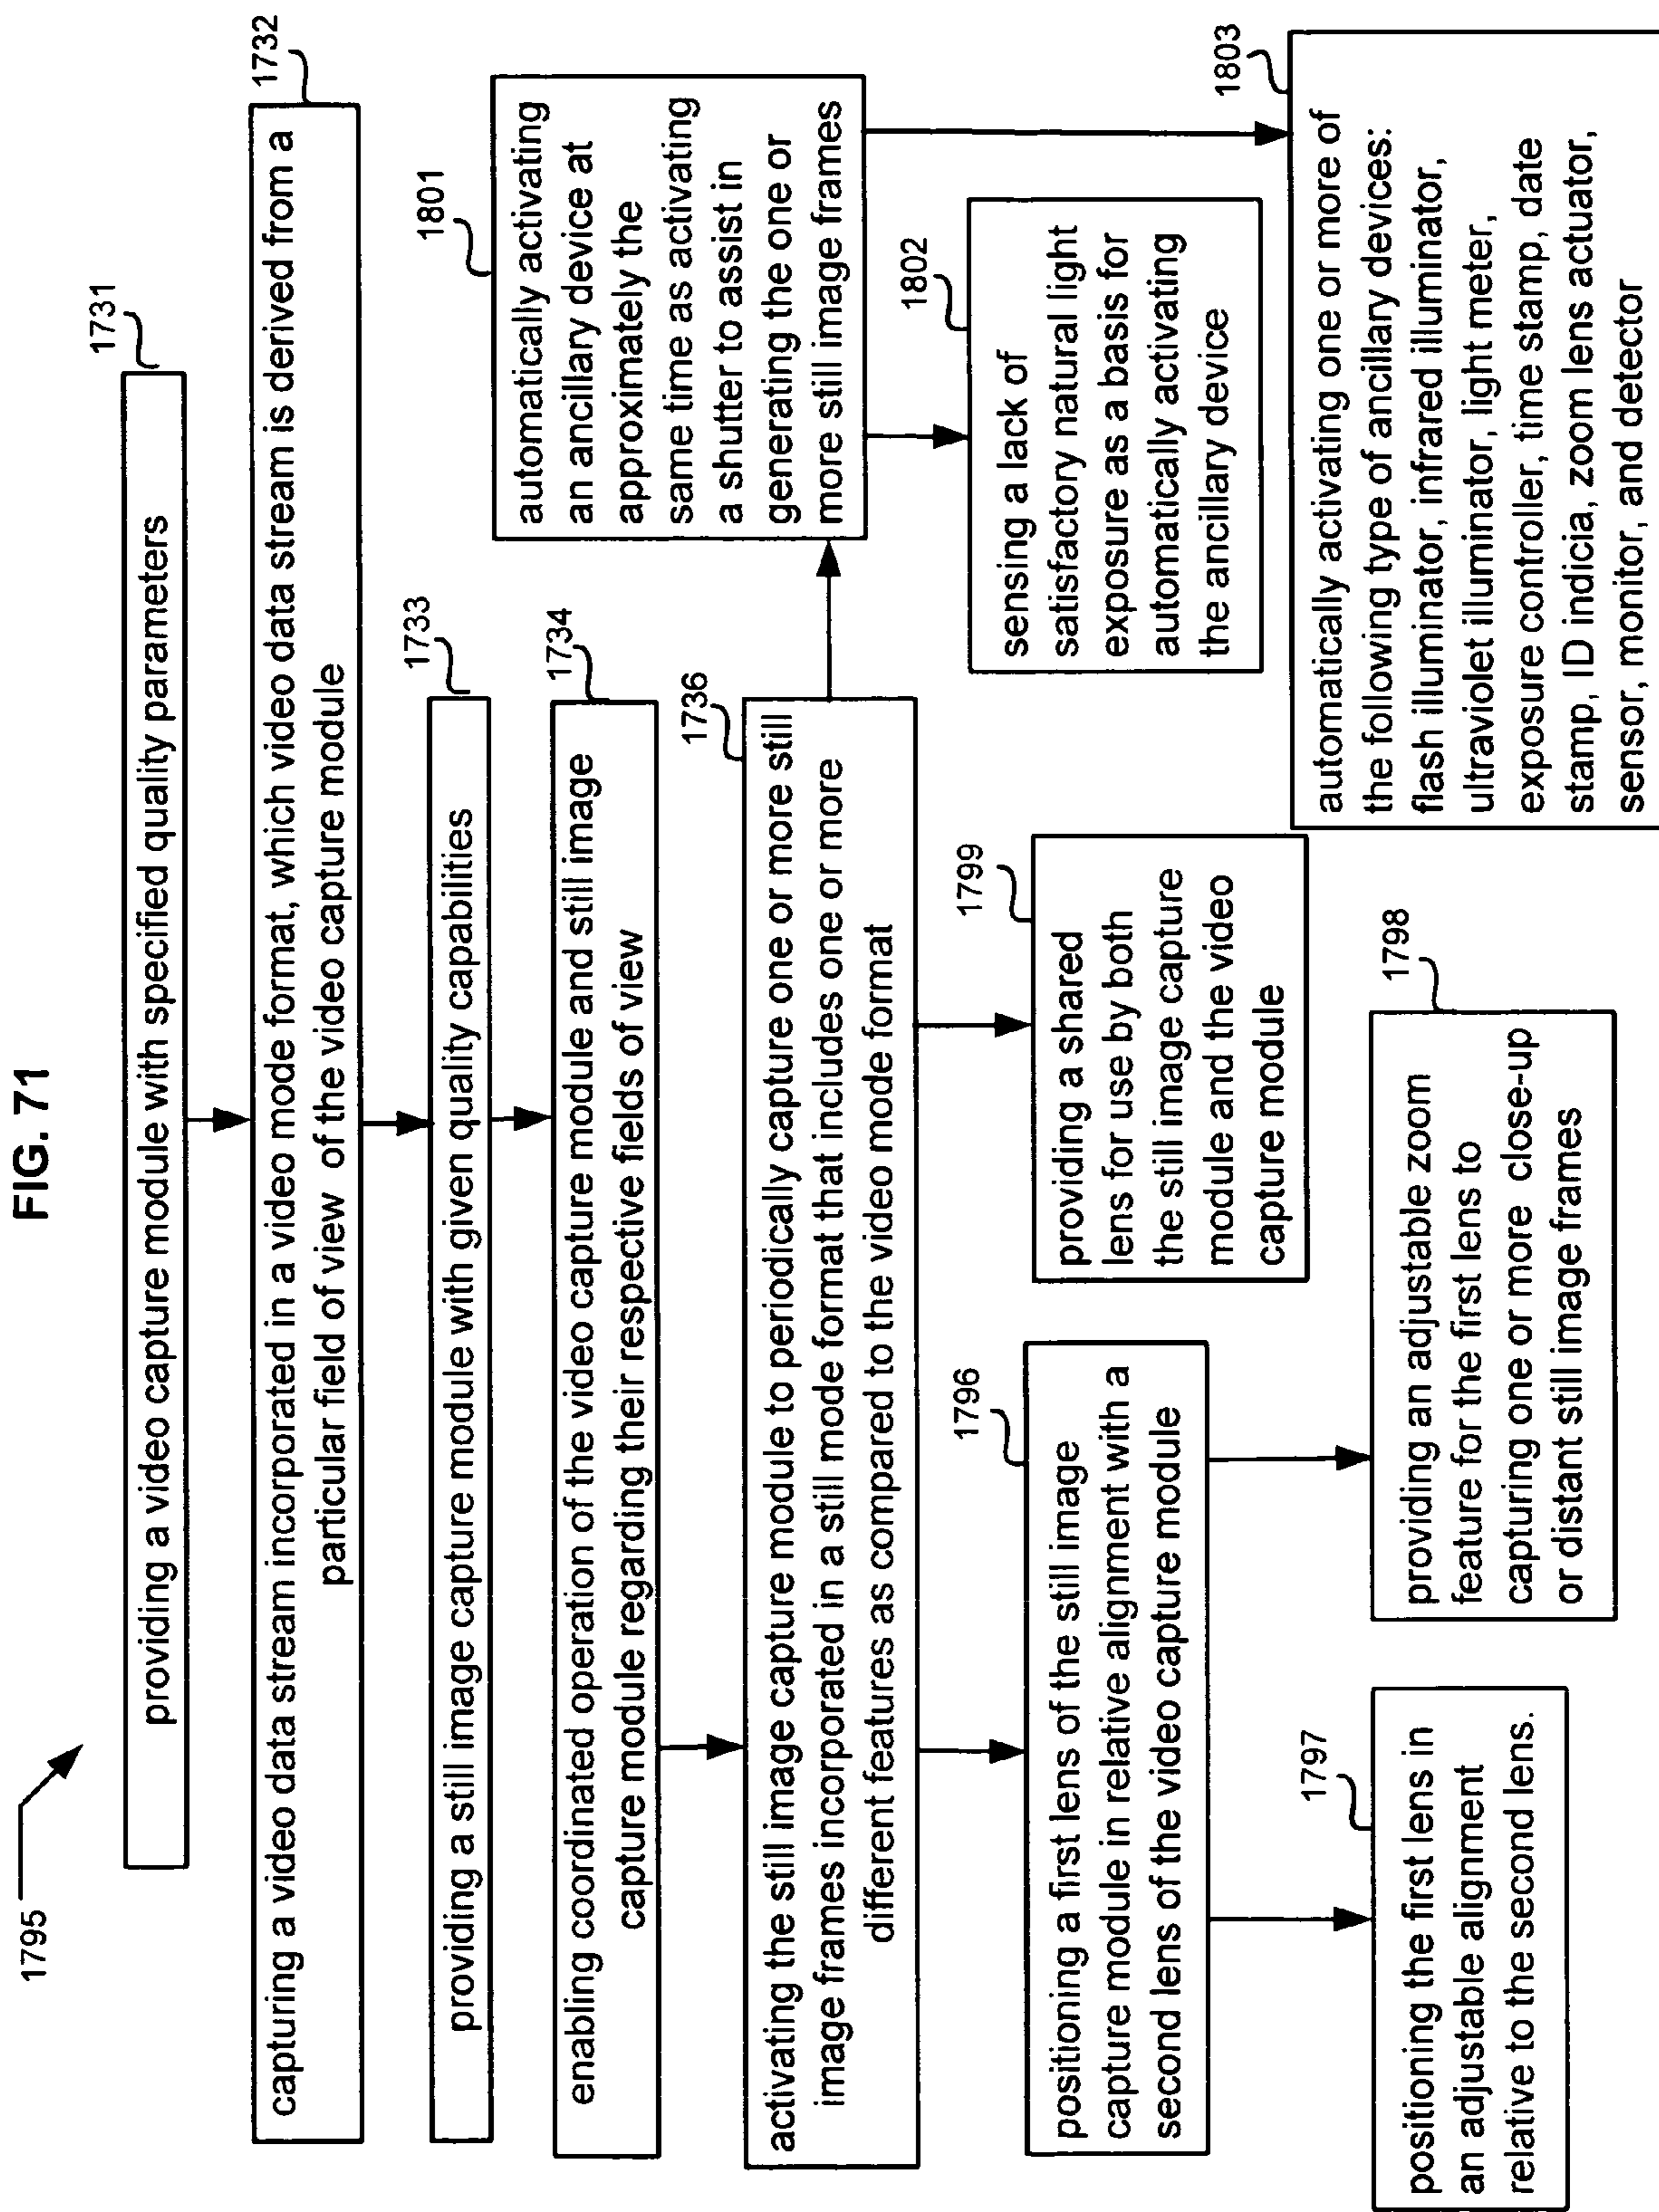 FIG. 71
1795
1731
providing a video capture module with specified quality parameters
1732
capturing a video data stream incorporated in a video mode format, which video data stream is derived from a
particular field of view of the video capture module
1733
providing a still image capture module with given quality capabilities
1734
enabling coordinated operation of the video capture module and still image
capture module regarding their respective fields of view
1736
activating the still image capture module to periodically capture one or more still
image frames incorporated in a still mode format that includes one or more
different features as compared to the video mode format
1801
automatically activating
an ancillary device at
approximately the
same time as activating
a shutter to assist in
generating the one or
more still image frames
1802
sensing a lack of
satisfactory natural light
exposure as a basis for
automatically activating
the ancillary device
1803
automatically activating one or more of
the following type of ancillary devices:
flash illuminator, infrared illuminator,
ultraviolet illuminator, light meter,
exposure controller, time stamp, date
stamp, ID indicia, zoom lens actuator,
sensor, monitor, and detector
1796
positioning a first lens of the still image
capture module in relative alignment with a
second lens of the video capture module
1799
providing a shared
lens for use by both
the still image capture
module and the video
capture module
1797
positioning the first lens in
an adjustable alignment
relative to the second lens.
1798
providing an adjustable zoom
feature for the first lens to
capturing one or more close-up
or distant still image frames